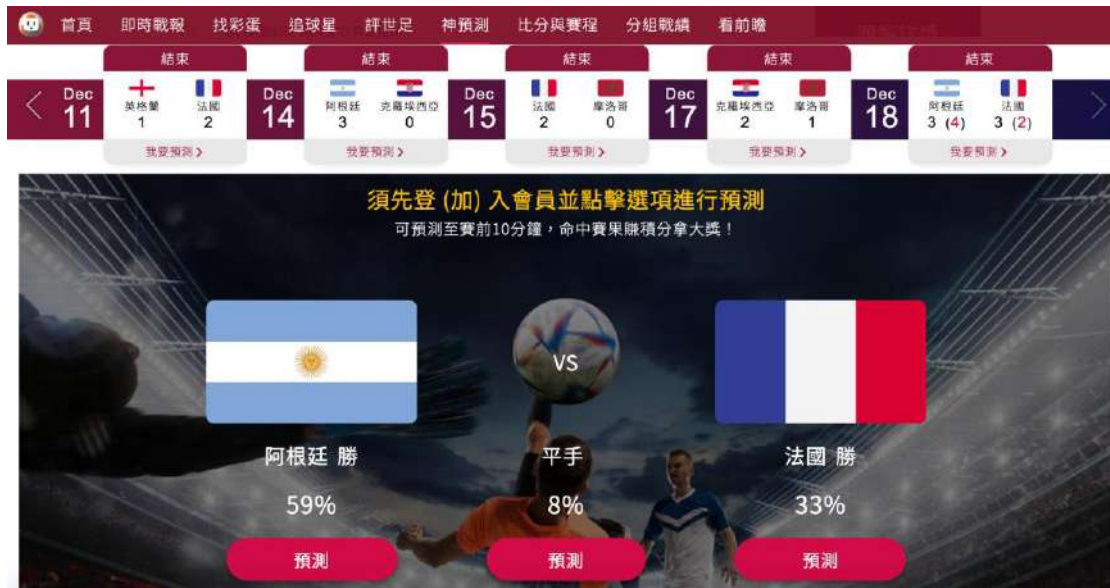 首頁 即時戰報 找彩蛋 追球星 評世足 神預測 比分與賽程 分組戰績 看前瞻
結束 結束 結束 結束
Dec 11 英格蘭 1 法國 2 Dec 14 阿根廷 3 克羅埃西亞 0 Dec 15 法國 2 摩洛哥 0 Dec 17 克羅埃西亞 2 摩洛哥 1 Dec 18 阿根廷 3 (4) 法國 3 (2)
我要預測 我要預測 我要預測 我要預測
須先登 (加) 入會員並點擊選項進行預測
可預測至賽前10分鐘，命中賽果賺積分拿大獎！
VS
阿根廷 勝 平手 法國 勝
59% 8% 33%
預測 預測 預測